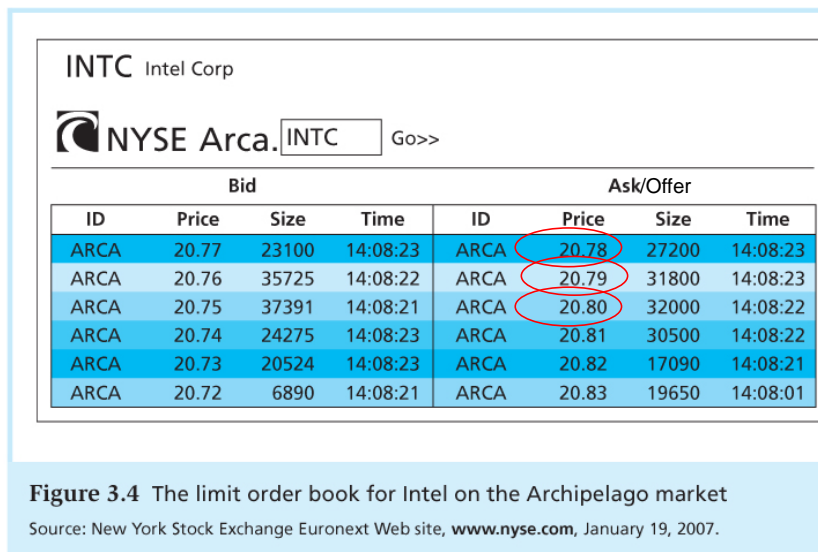 INTC Intel Corp
NYSE Arca. INTC Go>>
Bid Ask/Offer
ID Price Size Time ID Price Size Time
ARCA 20.77 23100 14:08:23 ARCA 20.78 27200 14:08:23
ARCA 20.76 35725 14:08:22 ARCA 20.79 31800 14:08:23
ARCA 20.75 37391 14:08:21 ARCA 20.80 32000 14:08:22
ARCA 20.74 24275 14:08:23 ARCA 20.81 30500 14:08:22
ARCA 20.73 20524 14:08:23 ARCA 20.82 17090 14:08:21
ARCA 20.72 6890 14:08:21 ARCA 20.83 19650 14:08:01
Figure 3.4 The limit order book for Intel on the Archipelago market
Source: New York Stock Exchange Euronext Web site, www.nyse.com, January 19, 2007.